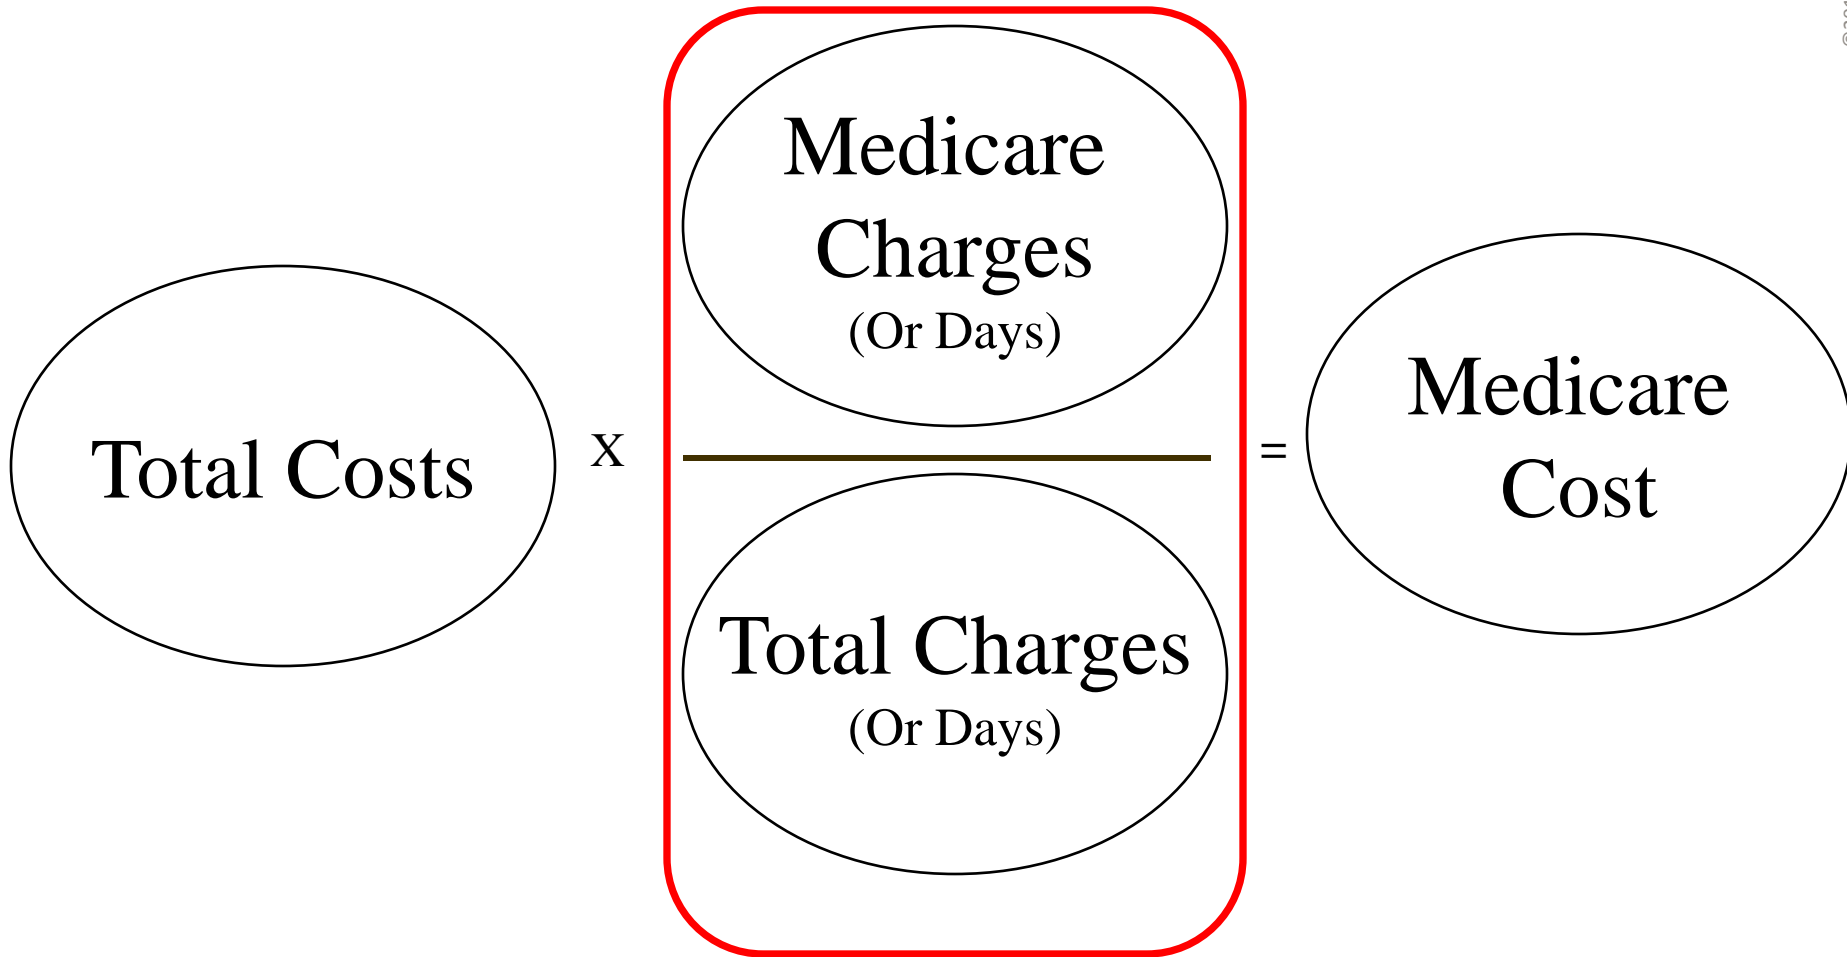 Total Costs
X
Medicare
Charges
(Or Days)
Total Charges
(Or Days)
=
Medicare
Cost